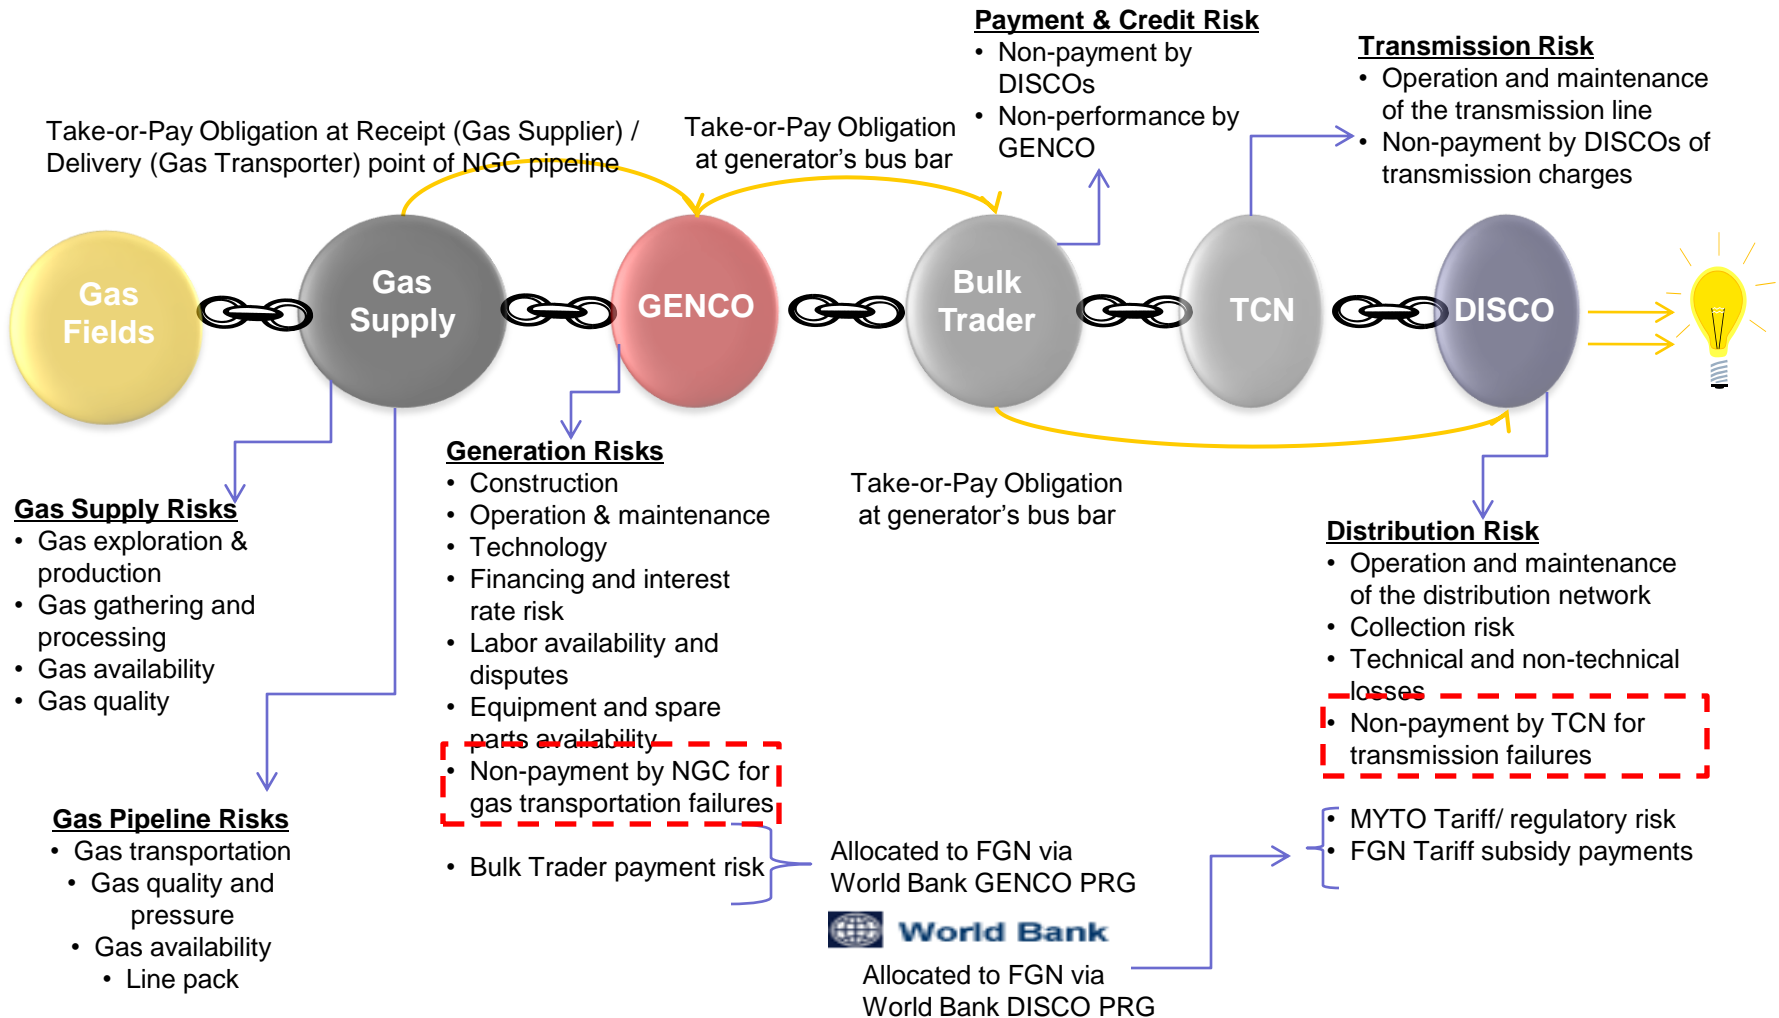 Payment & Credit Risk
• Non-payment by
DISCOs
• Non-performance by
GENCO
Transmission Risk
• Operation and maintenance
of the transmission line
• Non-payment by DISCOs of
transmission charges
Take-or-Pay Obligation at Receipt (Gas Supplier) /
Delivery (Gas Transporter) point of NGC pipeline
Take-or-Pay Obligation
at generator's bus bar
Gas
Fields
Gas
Supply
GENCO
Bulk
Trader
TCN
DISCO
Take-or-Pay Obligation
at generator's bus bar
Gas Supply Risks
• Gas exploration &
production
• Gas gathering and
processing
• Gas availability
• Gas quality
Gas Pipeline Risks
• Gas transportation
• Gas quality and
pressure
• Gas availability
• Line pack
Generation Risks
• Construction
• Operation & maintenance
• Technology
• Financing and interest
rate risk
• Labor availability and
disputes
• Equipment and spare
parts availability
• Non-payment by NGC for
gas transportation failures
• Bulk Trader payment risk
Allocated to FGN via
World Bank GENCO PRG
World Bank
Allocated to FGN via
World Bank DISCO PRG
Distribution Risk
• Operation and maintenance
of the distribution network
• Collection risk
• Technical and non-technical
losses
• Non-payment by TCN for
transmission failures
• MYTO Tariff/ regulatory risk
• FGN Tariff subsidy payments